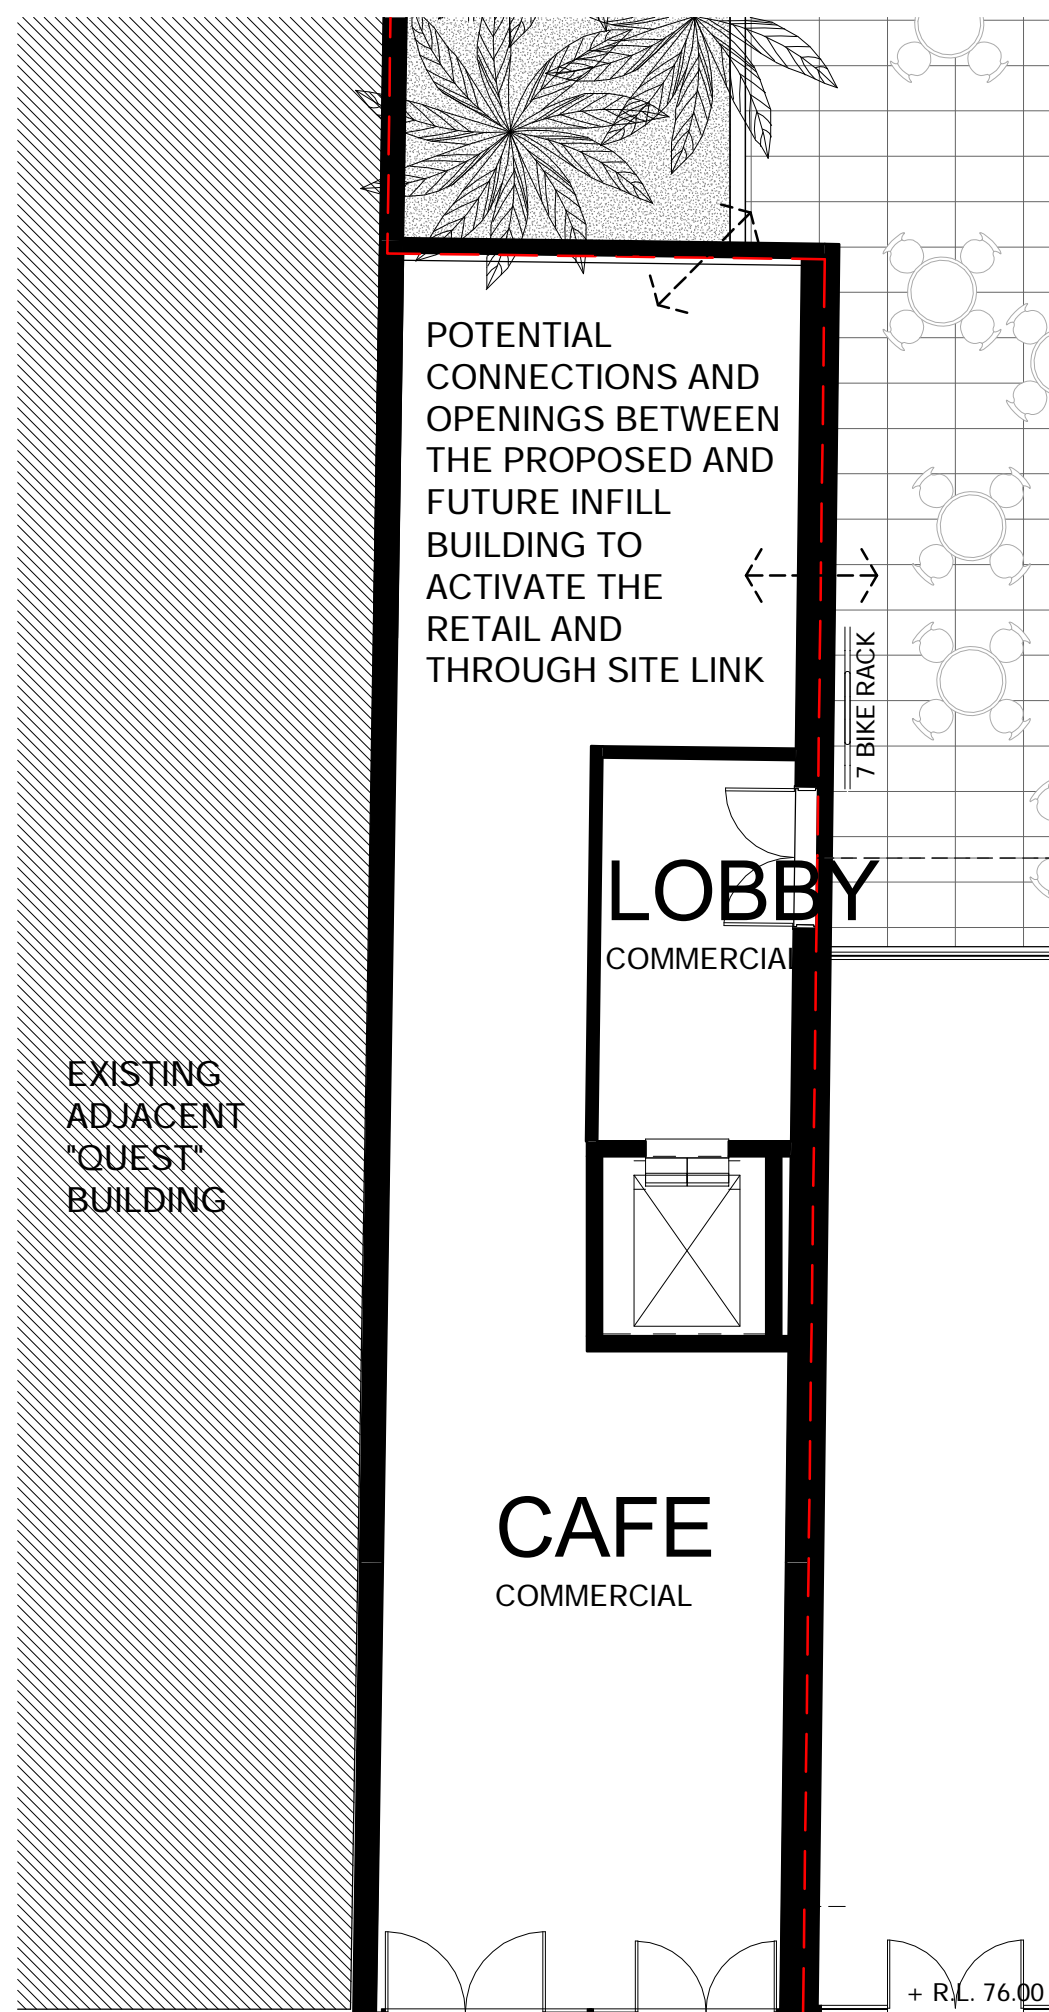 POTENTIAL
CONNECTIONS AND
OPENINGS BETWEEN
THE PROPOSED AND
FUTURE INFILL
BUILDING TO
ACTIVATE THE
RETAIL AND
THROUGH SITE LINK
7 BIKE RACK
LOBBY
COMMERCIAL
EXISTING
ADJACENT
"QUEST"
BUILDING
CAFE
COMMERCIAL
+ R.L. 76.00